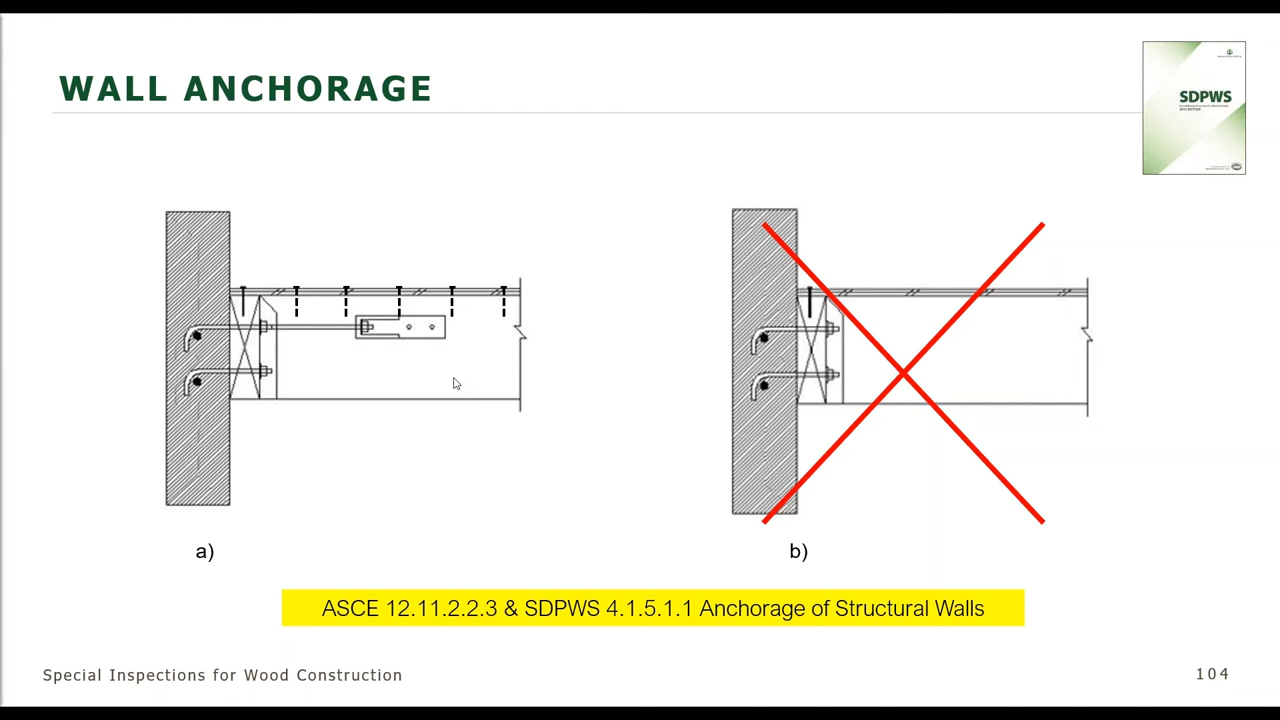 WALL ANCHORAGE
SDPWS
a)
b)
ASCE 12.11.2.2.3 & SDPWS 4.1.5.1.1 Anchorage of Structural Walls
Special Inspections for Wood Construction
104